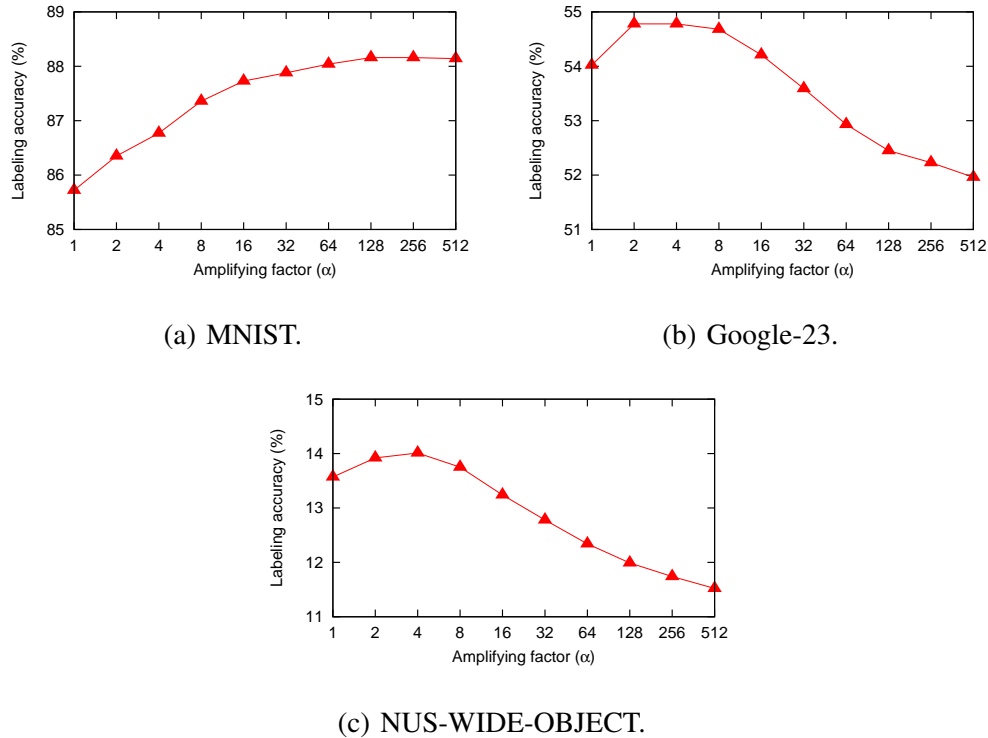 89
88
87
86
85
Labeling accuracy (%)
1 2 4 8 16 32 64 128 256 512
Amplifying factor (α)
(a) MNIST.
55
54
53
52
51
Labeling accuracy (%)
1 2 4 8 16 32 64 128 256 512
Amplifying factor (α)
(b) Google-23.
15
14
13
12
11
Labeling accuracy (%)
1 2 4 8 16 32 64 128 256 512
Amplifying factor (α)
(c) NUS-WIDE-OBJECT.